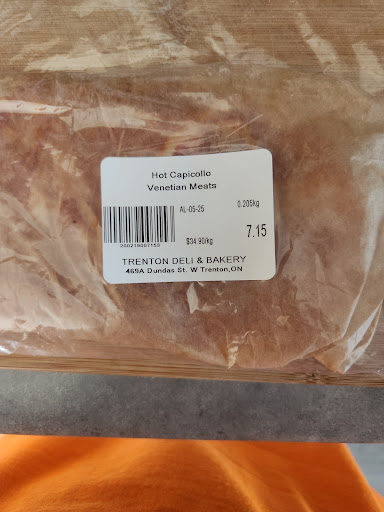 Hot Capicollo
Venetian Meats
AL-05-25 0.205kg
200219007150 $34.90/kg 7.15
TRENTON DELI & BAKERY
469A Dundas St. W Trenton,ON